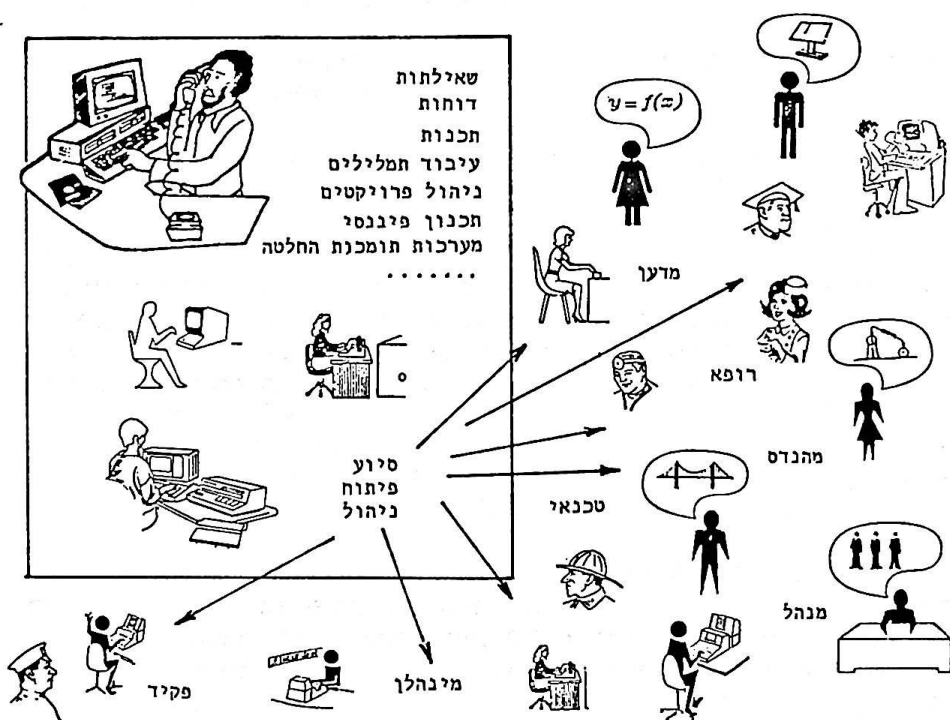 שאילתות
דוחות
תכנות
עיבוד תמלילים
ניהול פרויקטים
תכנון פיננסי
מערכות תומכות החלטה
.......
y = f(x)
מדען
רופא
מהנדס
סיוע
פיתוח
ניהול
טכנאי
מנהל
מינהלן
פקיד